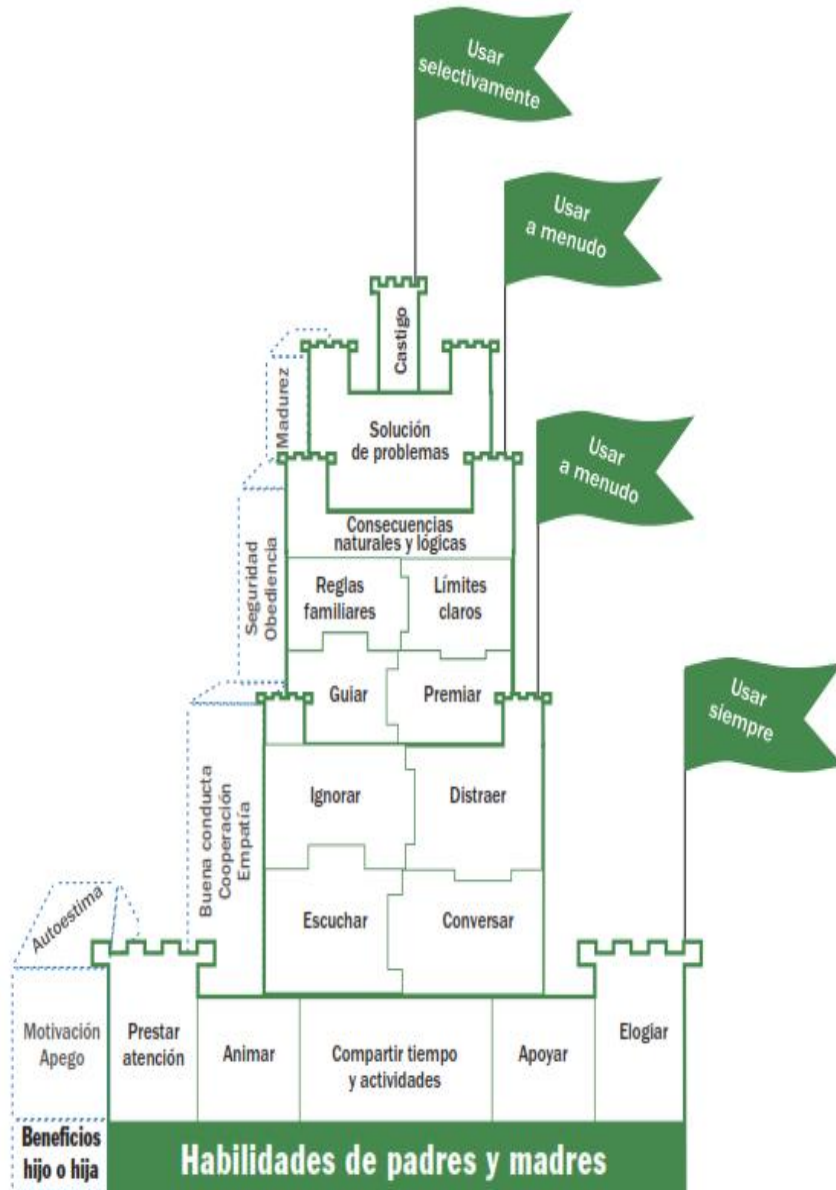 Usar
selectivamente
Usar
a menudo
Castigo
Madurez
Solución
de problemas
Usar
a menudo
Consecuencias
naturales y lógicas
Seguridad
Obediencia
Reglas
familiares
Límites
claros
Guiar
Premiar
Usar
siempre
Buena conducta
Cooperación
Empatía
Ignorar
Distraer
Escuchar
Conversar
Autoestima
Motivación
Apego
Prestar
atención
Animar
Compartir tiempo
y actividades
Apoyar
Elogiar
Beneficios
hijo o hija
Habilidades de padres y madres